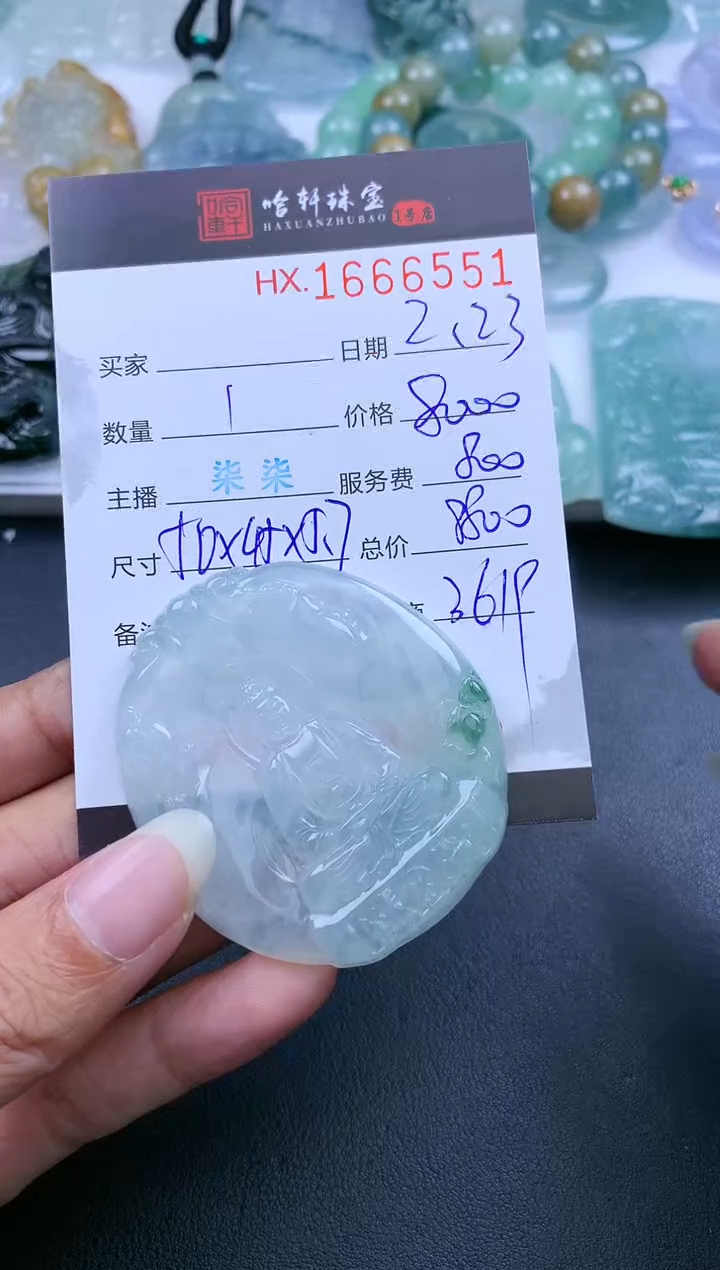 哈轩珠宝
HAXUANZHUBAO 1号店
HX.1666551
买家 日期 2.23
数量 1 价格 8000
主播 柒柒 服务费 800
尺寸 总价 8800
备